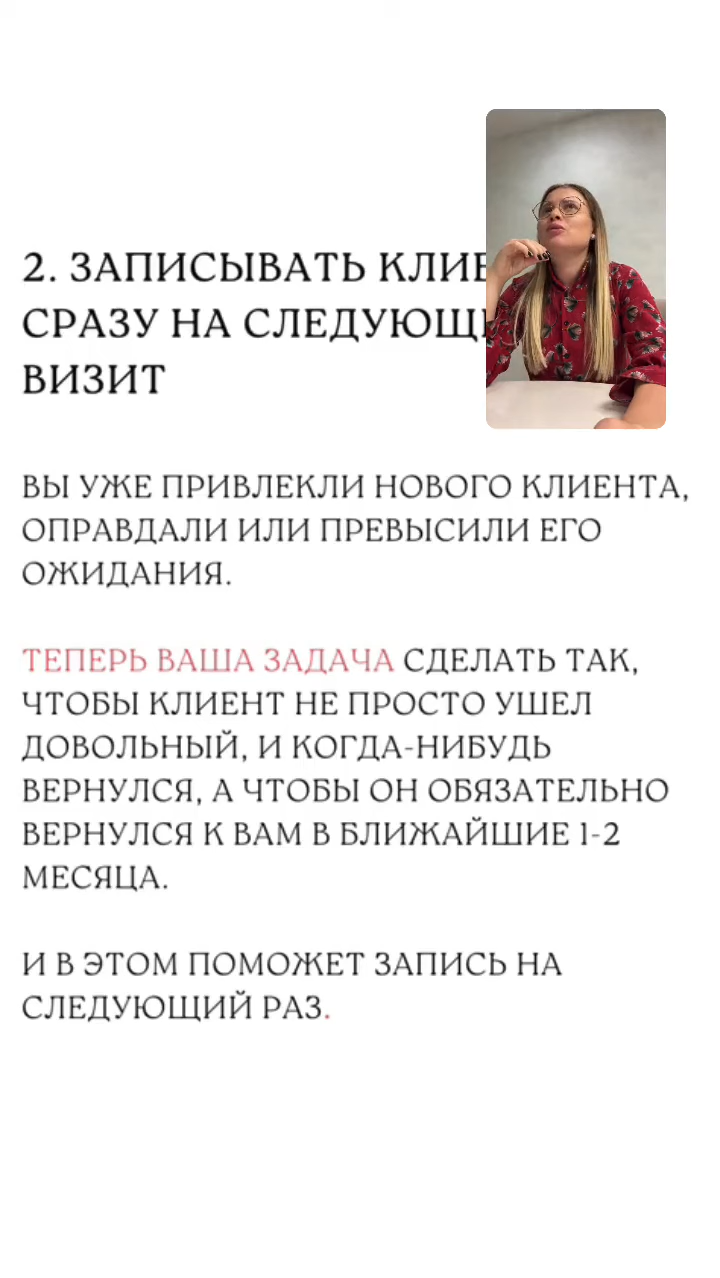 2. ЗАПИСЫВАТЬ
СРАЗУ НА
ВИЗИТ
ВЫ УЖЕ ПРИВЛЕКЛИ НОВОГО КЛИЕНТА,
ОПРАВДАЛИ ИЛИ ПРЕВЫСИЛИ ЕГО
ОЖИДАНИЯ.
ТЕПЕРЬ ВАША ЗАДАЧА СДЕЛАТЬ ТАК,
ЧТОБЫ КЛИЕНТ НЕ ПРОСТО УШЕЛ
ДОВОЛЬНЫЙ, И КОГДА-НИБУДЬ
ВЕРНУЛСЯ, А ЧТОБЫ ОН ОБЯЗАТЕЛЬНО
ВЕРНУЛСЯ К ВАМ В БЛИЖАЙШИЕ 1-2
МЕСЯЦА.
И В ЭТОМ ПОМОЖЕТ ЗАПИСЬ НА
СЛЕДУЮЩИЙ РАЗ.